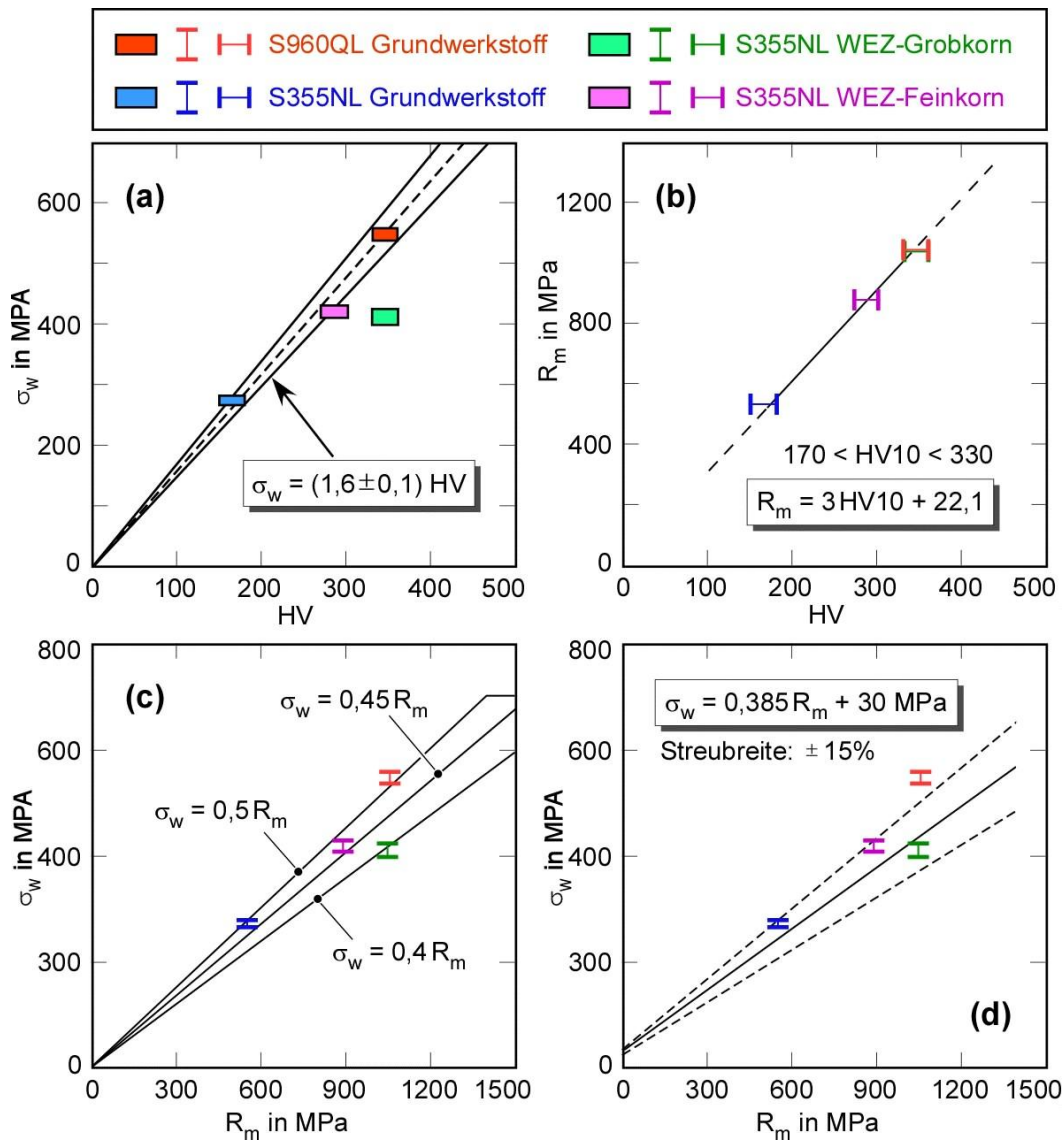 S960QL Grundwerkstoff
S355NL WEZ-Grobkorn
S355NL Grundwerkstoff
S355NL WEZ-Feinkorn
(a)
600
400
200
0
σw in MPA
0 100 200 300 400 500
HV
σw = (1,6±0,1) HV
(b)
1200
800
400
0
Rm in MPa
0 100 200 300 400 500
HV
170 < HV10 < 330
Rm = 3 HV10 + 22,1
(c)
800
600
400
300
0
σw in MPA
0 300 600 900 1200 1500
Rm in MPa
σw = 0,45 Rm
σw = 0,5 Rm
σw = 0,4 Rm
(d)
800
600
400
300
0
σw in MPA
0 300 600 900 1200 1500
Rm in MPa
σw = 0,385 Rm + 30 MPa
Streubreite: ± 15%